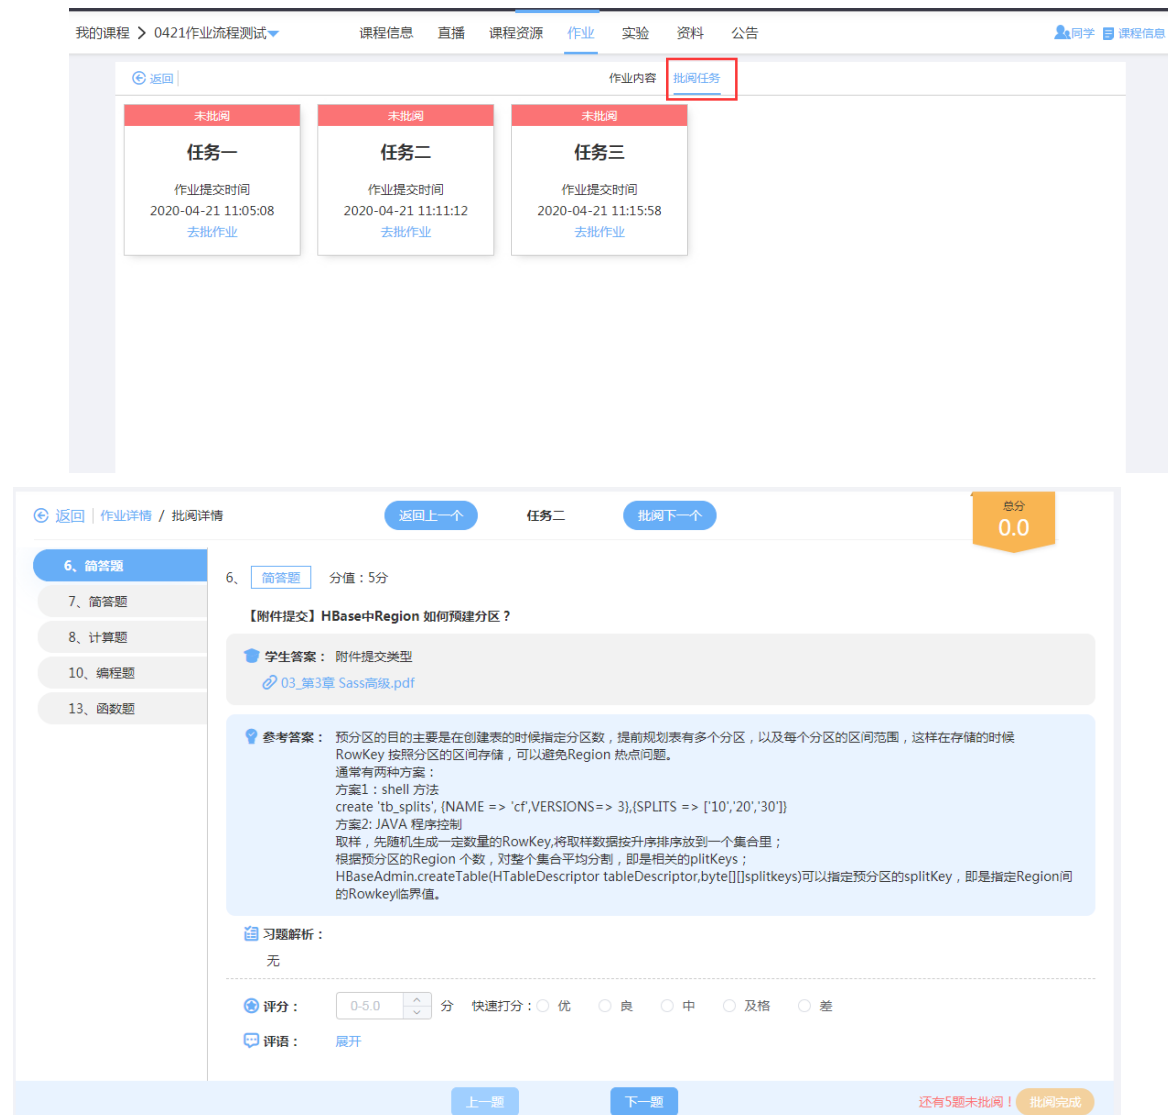 我的课程 > 0421作业流程测试 课程信息 直播 课程资源 作业 实验 资料 公告 同学 课程信息
返回 作业内容 批阅任务
未批阅 未批阅 未批阅
任务一 任务二 任务三
作业提交时间 作业提交时间 作业提交时间
2020-04-21 11:05:08 2020-04-21 11:11:12 2020-04-21 11:15:58
去批作业 去批作业 去批作业
返回 作业详情 / 批阅详情 返回上一个 任务二 批阅下一个 总分
0.0
6、简答题
7、简答题
8、计算题
10、编程题
13、函数题
6、 简答题 分值：5分
【附件提交】HBase中Region 如何预建分区？
学生答案： 附件提交类型
03_第3章 Sass高级.pdf
参考答案： 预分区的目的主要是在创建表的时候指定分区数，提前规划表有多个分区，以及每个分区的区间范围，这样在存储的时候
RowKey 按照分区的区间存储，可以避免Region 热点问题。
通常有两种方案：
方案1：shell 方法
create 'tb_splits', {NAME => 'cf',VERSIONS=> 3},{SPLITS => ['10','20','30']}
方案2: JAVA 程序控制
取样，先随机生成一定数量的RowKey,将取样数据按升序排序放到一个集合里；
根据预分区的Region 个数，对整个集合平均分割，即是相关的plitKeys；
HBaseAdmin.createTable(HTableDescriptor tableDescriptor,byte[][]splitkeys)可以指定预分区的splitKey，即是指定Region间
的Rowkey临界值。
习题解析：
无
评分： 0-5.0 分 快速打分： 优 良 中 及格 差
评语： 展开
上一题 下一题 还有5题未批阅！ 批阅完成